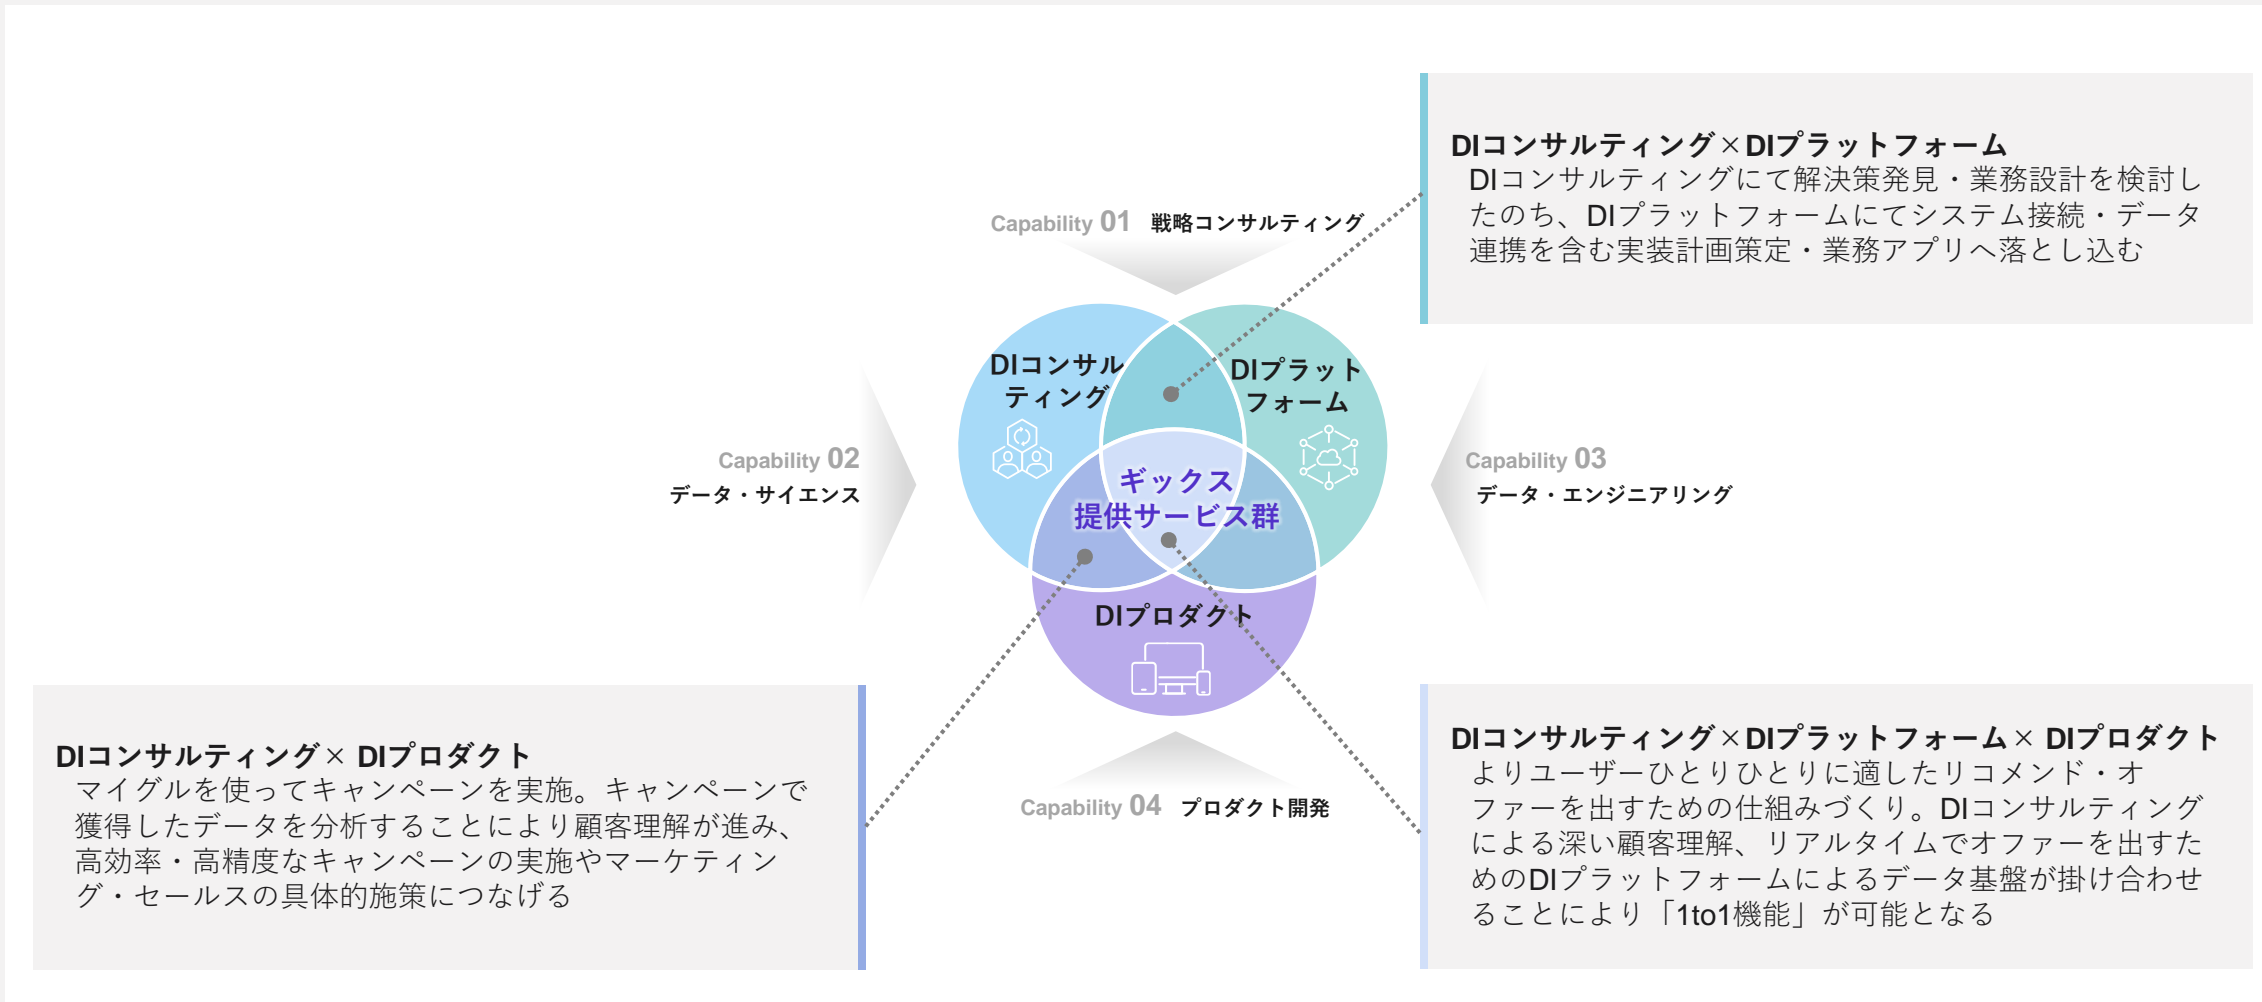 DIコンサルティング×DIプラットフォーム
DIコンサルティングにて解決策発見・業務設計を検討し
たのち、DIプラットフォームにてシステム接続・データ
連携を含む実装計画策定・業務アプリへ落とし込む
Capability 01 戦略コンサルティング
DIコンサル
ティング
DIプラット
フォーム
Capability 02
データ・サイエンス
Capability 03
データ・エンジニアリング
ギックス
提供サービス群
DIプロダクト
Capability 04 プロダクト開発
DIコンサルティング× DIプロダクト
マイグルを使ってキャンペーンを実施。キャンペーンで
獲得したデータを分析することにより顧客理解が進み、
高効率・高精度なキャンペーンの実施やマーケティン
グ・セールスの具体的施策につなげる
DIコンサルティング×DIプラットフォーム× DIプロダクト
よりユーザーひとりひとりに適したリコメンド・オ
ファーを出すための仕組みづくり。DIコンサルティング
による深い顧客理解、リアルタイムでオファーを出すた
めのDIプラットフォームによるデータ基盤が掛け合わせ
ることにより「1to1機能」が可能となる